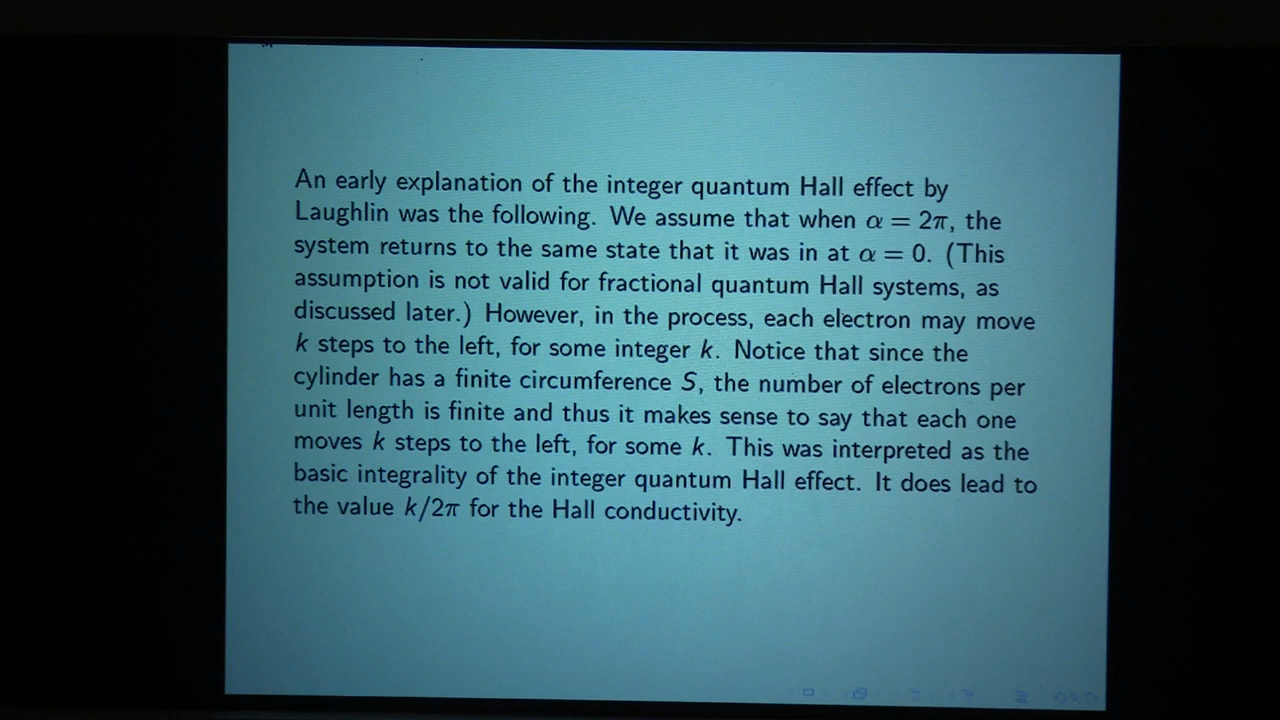 An early explanation of the integer quantum Hall effect by
Laughlin was the following. We assume that when α = 2π, the
system returns to the same state that it was in at α = 0. (This
assumption is not valid for fractional quantum Hall systems, as
discussed later.) However, in the process, each electron may move
k steps to the left, for some integer k. Notice that since the
cylinder has a finite circumference S, the number of electrons per
unit length is finite and thus it makes sense to say that each one
moves k steps to the left, for some k. This was interpreted as the
basic integrality of the integer quantum Hall effect. It does lead to
the value k/2π for the Hall conductivity.